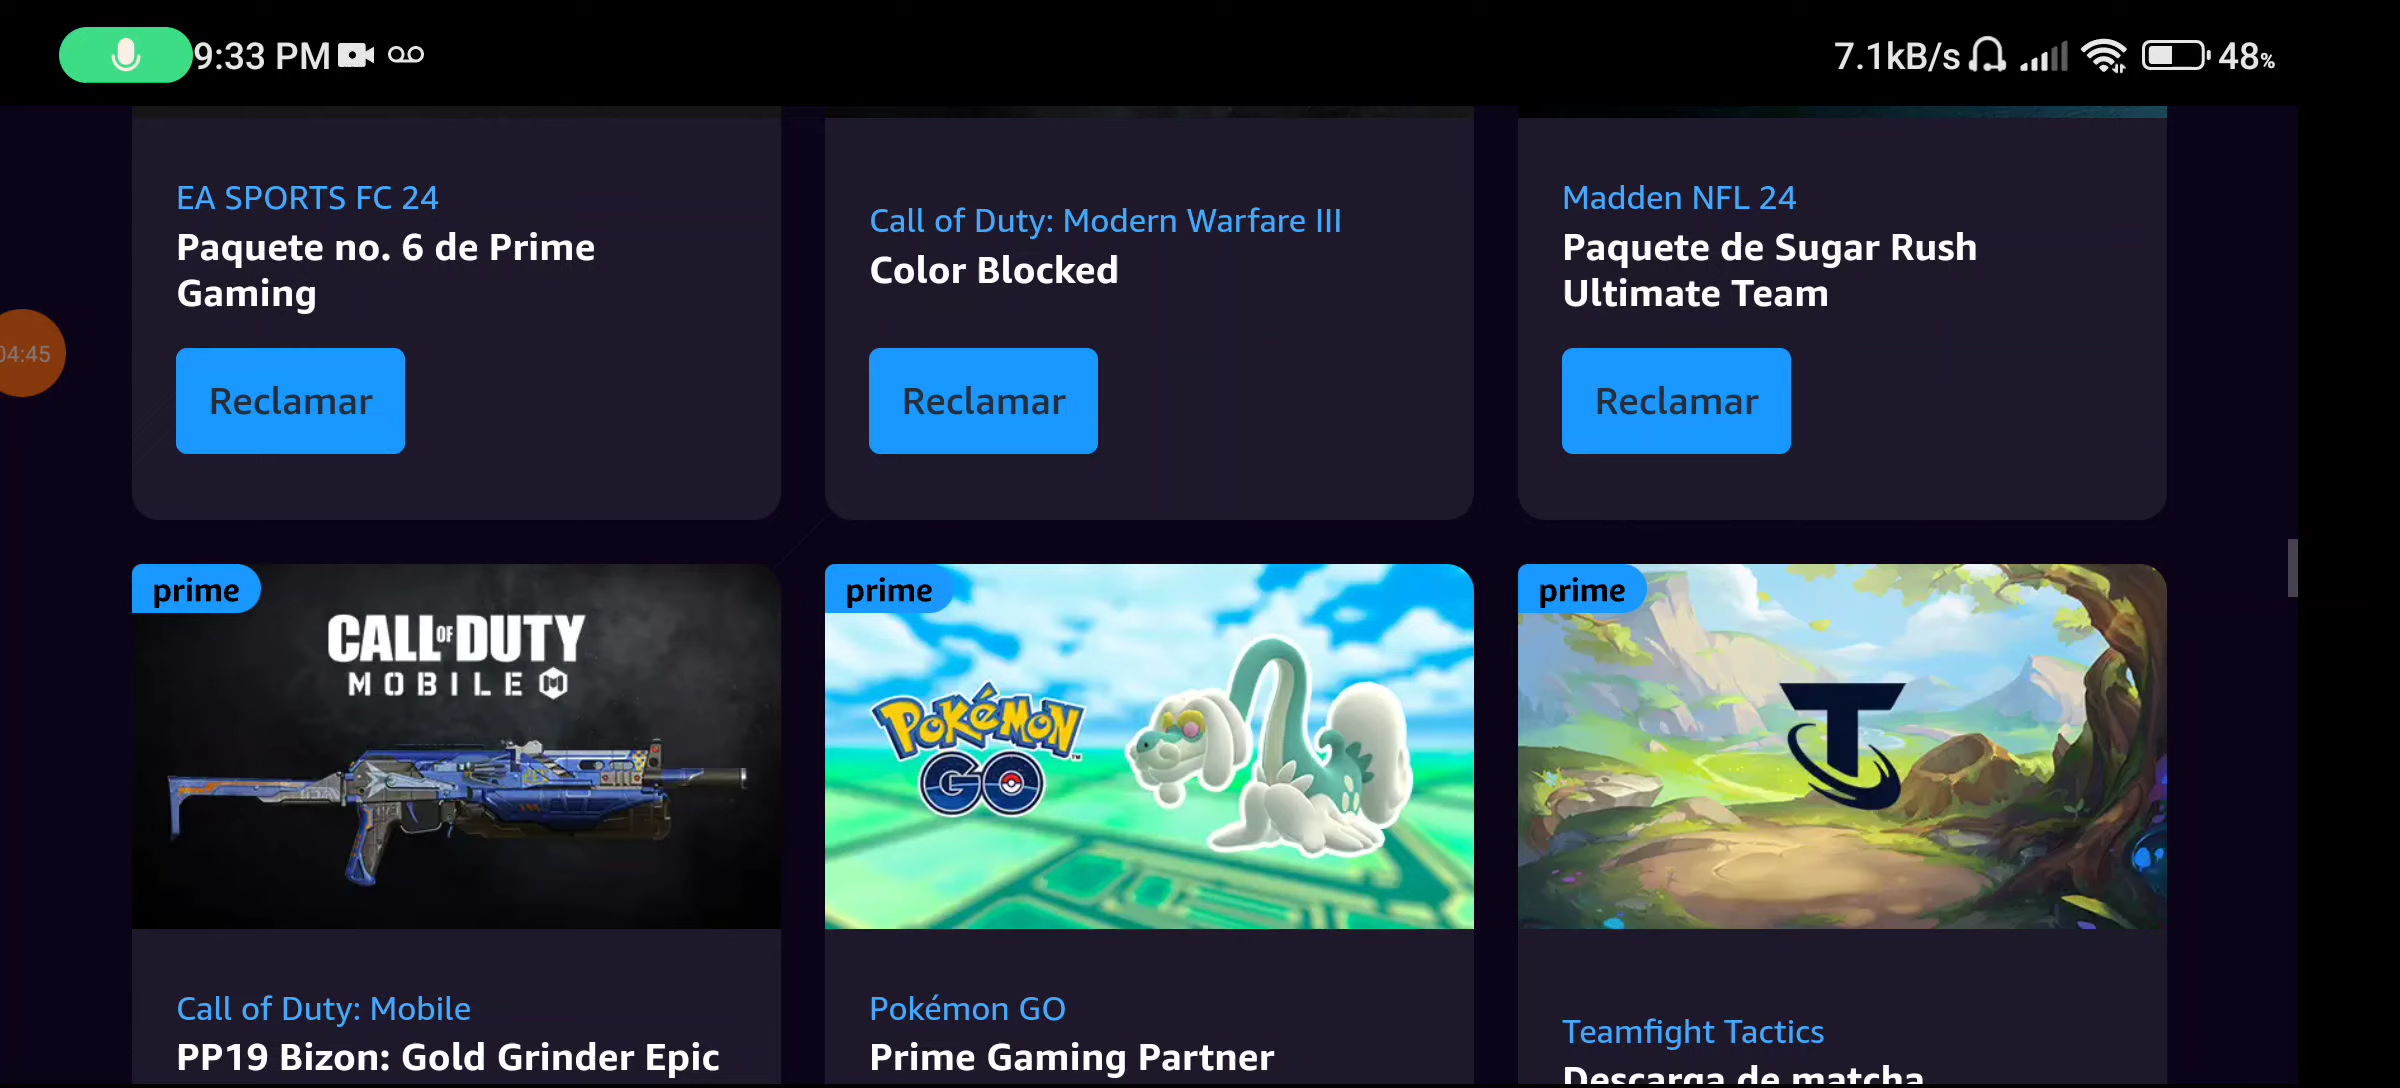 9:33 PM
7.1kB/s
48%
EA SPORTS FC 24
Paquete no. 6 de Prime
Gaming
Reclamar
Call of Duty: Modern Warfare III
Color Blocked
Reclamar
Madden NFL 24
Paquete de Sugar Rush
Ultimate Team
Reclamar
04:45
prime
CALL OF DUTY
MOBILE
Call of Duty: Mobile
PP19 Bizon: Gold Grinder Epic
prime
POKéMON
GO
Pokémon GO
Prime Gaming Partner
prime
T
Teamfight Tactics
Descarga de matcha